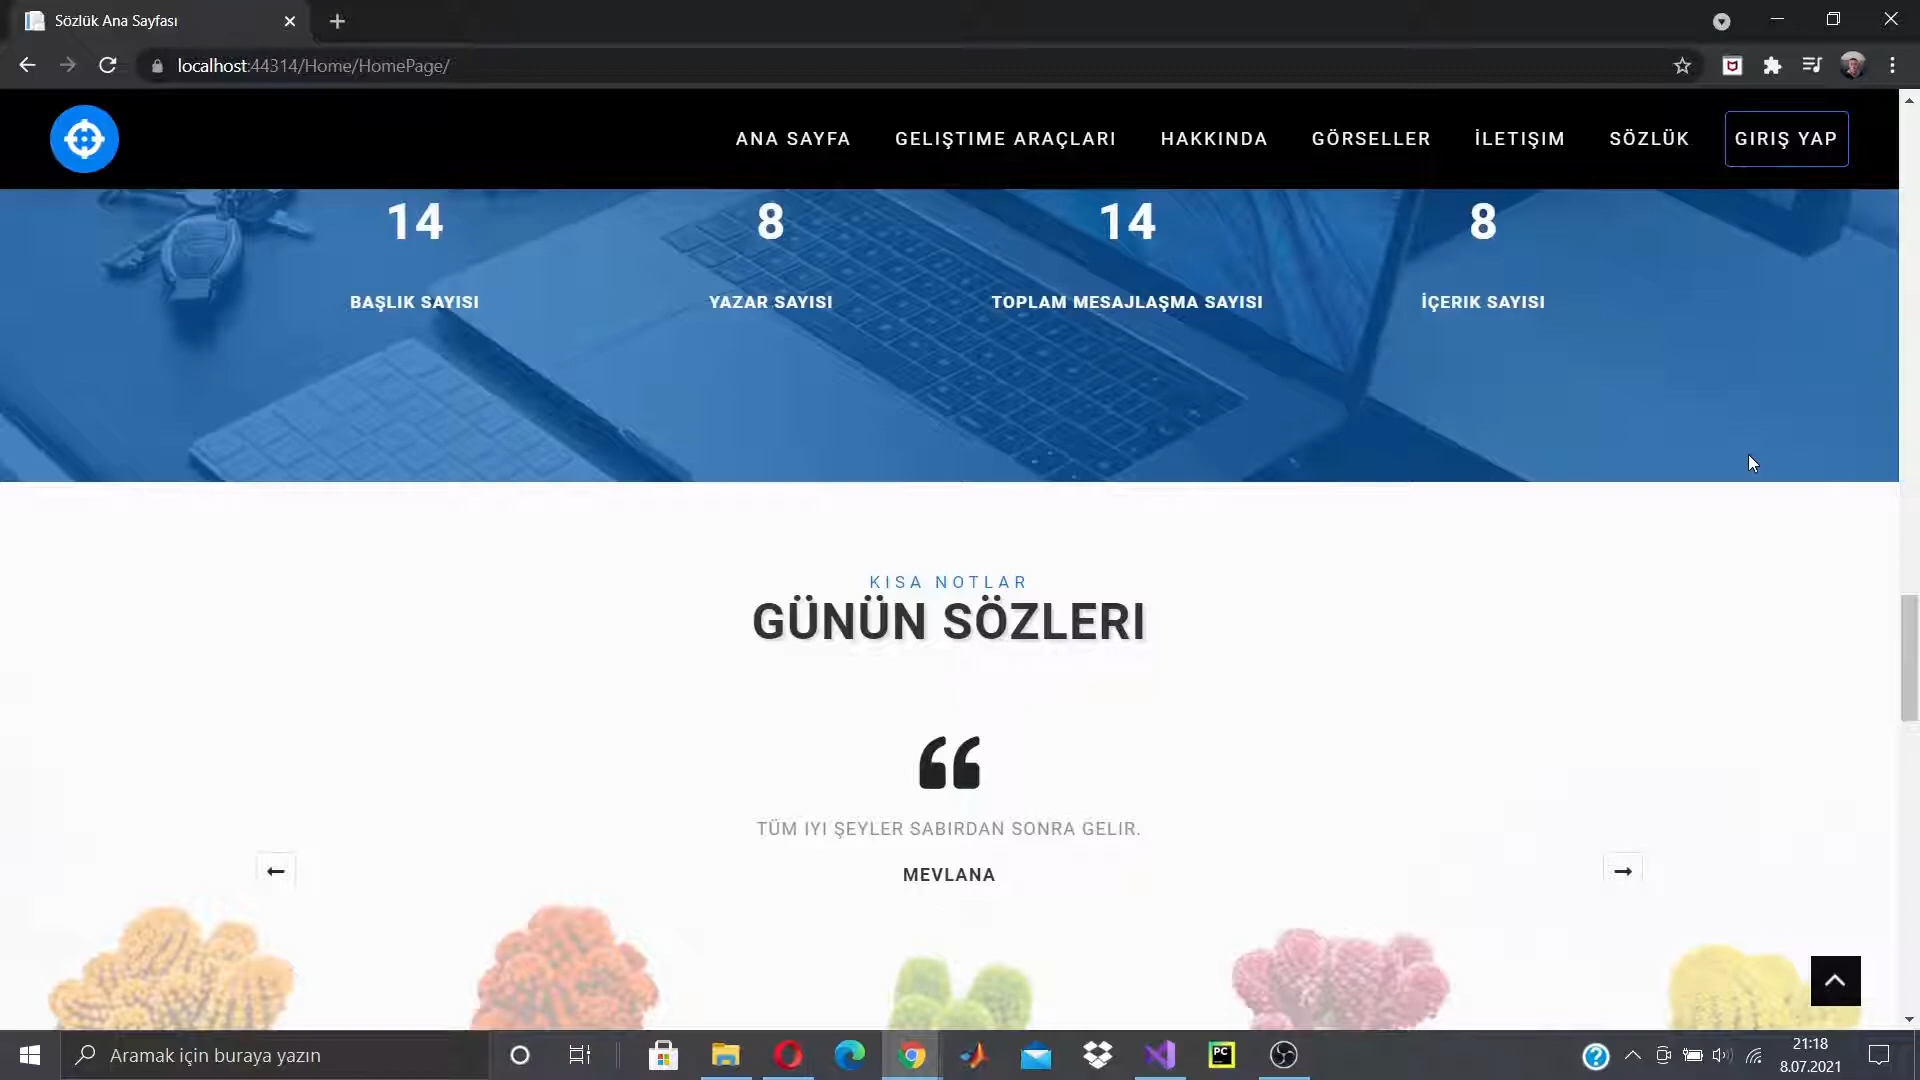 Sözlük Ana Sayfası
localhost:44314/Home/HomePage/
ANA SAYFA GELIŞTIME ARAÇLARI HAKKINDA GÖRSELLER İLETIŞIM SÖZLÜK GIRIŞ YAP
14 8 14 8
BAŞLIK SAYISI YAZAR SAYISI TOPLAM MESAJLAŞMA SAYISI İÇERIK SAYISI
KISA NOTLAR
GÜNÜN SÖZLERI
TÜM IYI ŞEYLER SABIRDAN SONRA GELIR.
MEVLANA
Aramak için buraya yazın
PC
21:18
8.07.2021